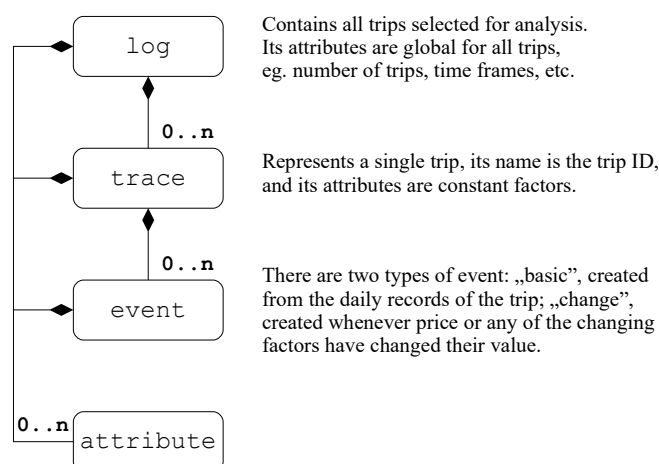 log
Contains all trips selected for analysis.
Its attributes are global for all trips,
eg. number of trips, time frames, etc.
0..n
trace
Represents a single trip, its name is the trip ID,
and its attributes are constant factors.
0..n
event
There are two types of event: „basic”, created
from the daily records of the trip; „change”,
created whenever price or any of the changing
factors have changed their value.
0..n
attribute